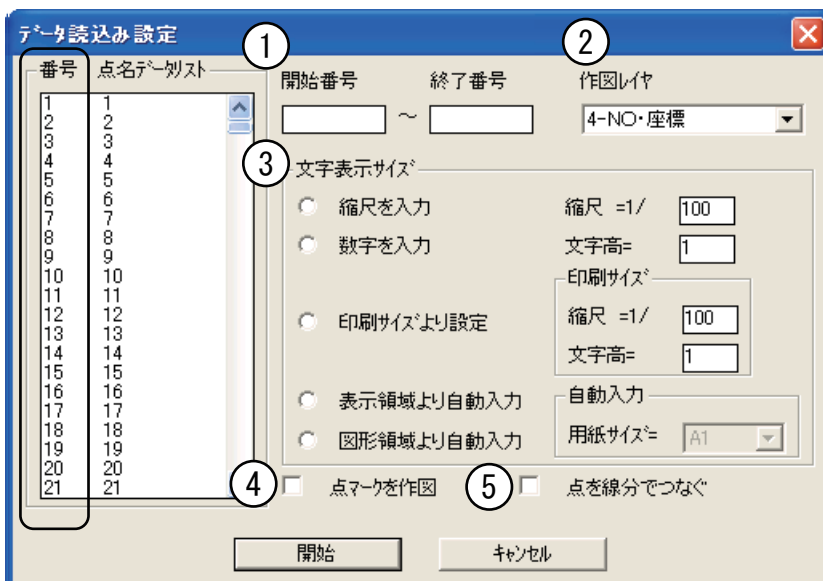 データ読込み設定
①
②
番号 点名データリスト
開始番号 終了番号 作図レイヤ
～ 4-NO・座標
1 1
2 2
3 3
4 4
5 5
6 6
7 7
8 8
9 9
10 10
11 11
12 12
13 13
14 14
15 15
16 16
17 17
18 18
19 19
20 20
21 21
③ 文字表示サイズ
縮尺を入力 縮尺 =1/ 100
数字を入力 文字高= 1
印刷サイズ
印刷サイズより設定 縮尺 =1/ 100
文字高= 1
表示領域より自動入力 自動入力
図形領域より自動入力 用紙サイズ= A1
④ 点マークを作図 ⑤ 点を線分でつなぐ
開始 キャンセル